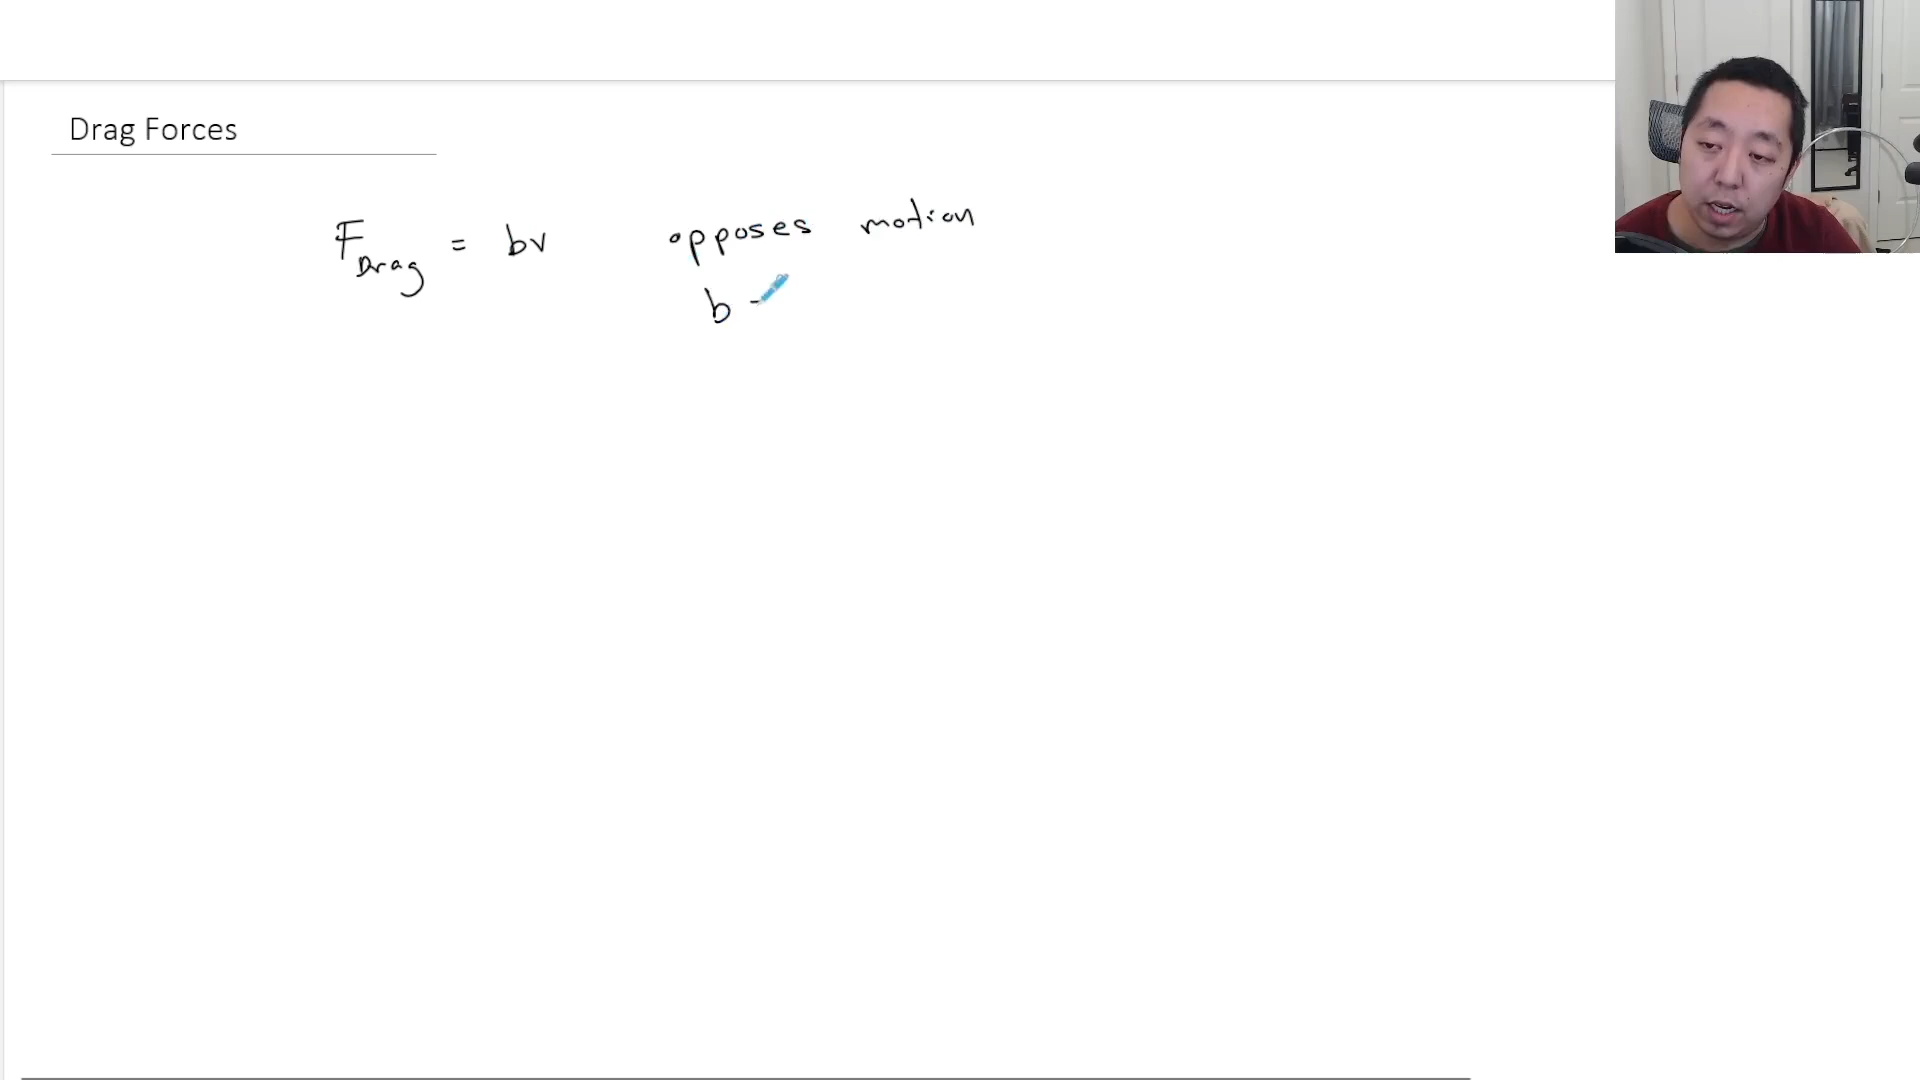 Drag Forces
F_Drag = bv opposes motion
b -